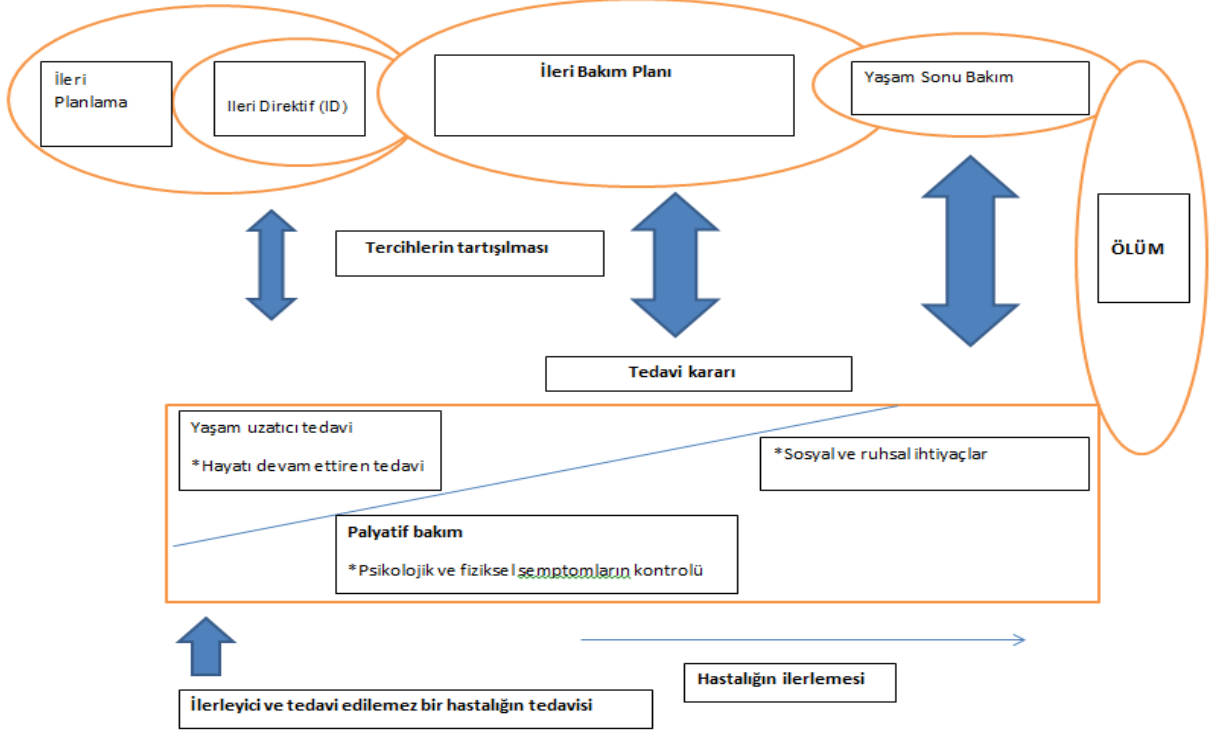 İleri
Planlama
Ileri Direktif (ID)
İleri Bakım Planı
Yaşam Sonu Bakım
ÖLÜM
Tercihlerin tartışılması
Tedavi kararı
Yaşam uzatıcı tedavi
*Hayatı devam ettiren tedavi
*Sosyal ve ruhsal ihtiyaçlar
Palyatif bakım
*Psikolojik ve fiziksel semptomların kontrolü
Hastalığın ilerlemesi
İlerleyici ve tedavi edilemez bir hastalığın tedavisi